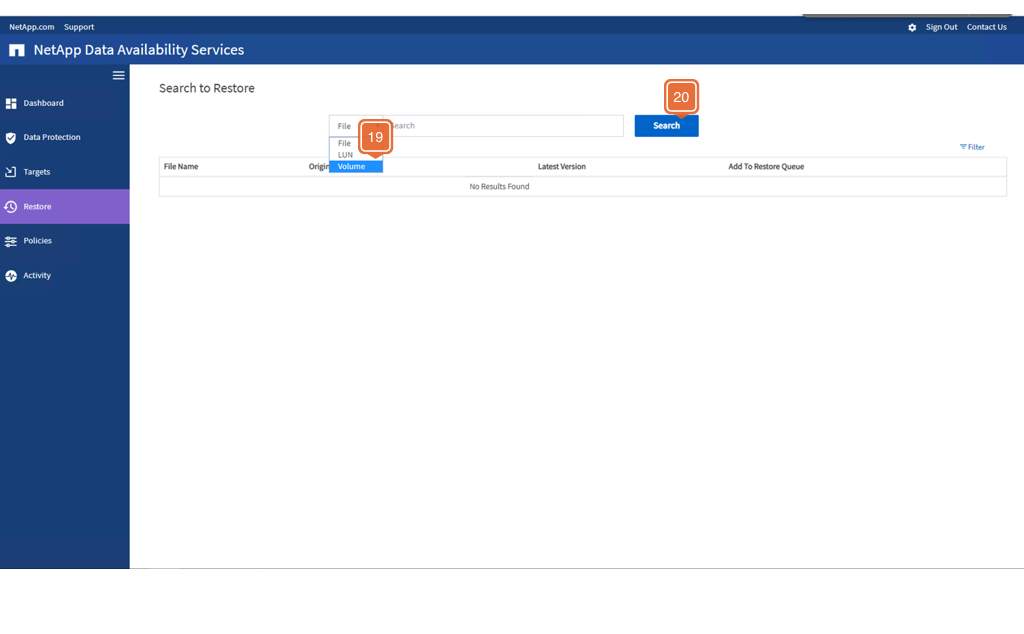 NetApp.com Support Sign Out Contact Us
NetApp Data Availability Services
Dashboard
Data Protection
Targets
Restore
Policies
Activity
Search to Restore
20
File Search Search
19
File
LUN
Volume
Filter
File Name Latest Version Add To Restore Queue
No Results Found